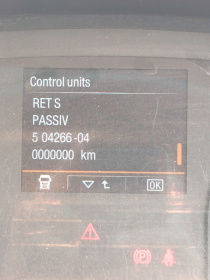 Control units
RET S
PASSIV
5 04266-04
0000000 km
OK